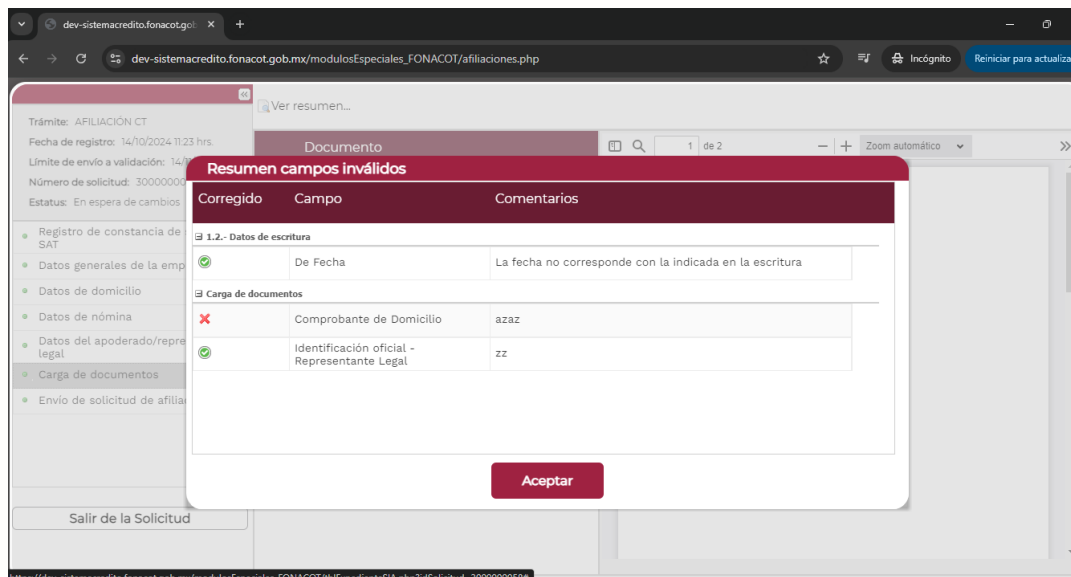 dev-sistemacredito.fonacot.gob
dev-sistemacredito.fonacot.gob.mx/modulosEspeciales_FONACOT/afiliaciones.php
Incógnito
Reiniciar para actualiza
Trámite: AFILIACIÓN CT
Fecha de registro: 14/10/2024 11:23 hrs.
Límite de envío a validación: 14/
Número de solicitud: 30000000
Estatus: En espera de cambios
Registro de constancia de
SAT
Datos generales de la emp
Datos de domicilio
Datos de nómina
Datos del apoderado/repre
legal
Carga de documentos
Envío de solicitud de afilia
Salir de la Solicitud
Ver resumen...
Documento
1 de 2
Zoom automático
Resumen campos inválidos
Corregido Campo Comentarios
1.2.- Datos de escritura
De Fecha La fecha no corresponde con la indicada en la escritura
Carga de documentos
Comprobante de Domicilio azaz
Identificación oficial -
Representante Legal zz
Aceptar